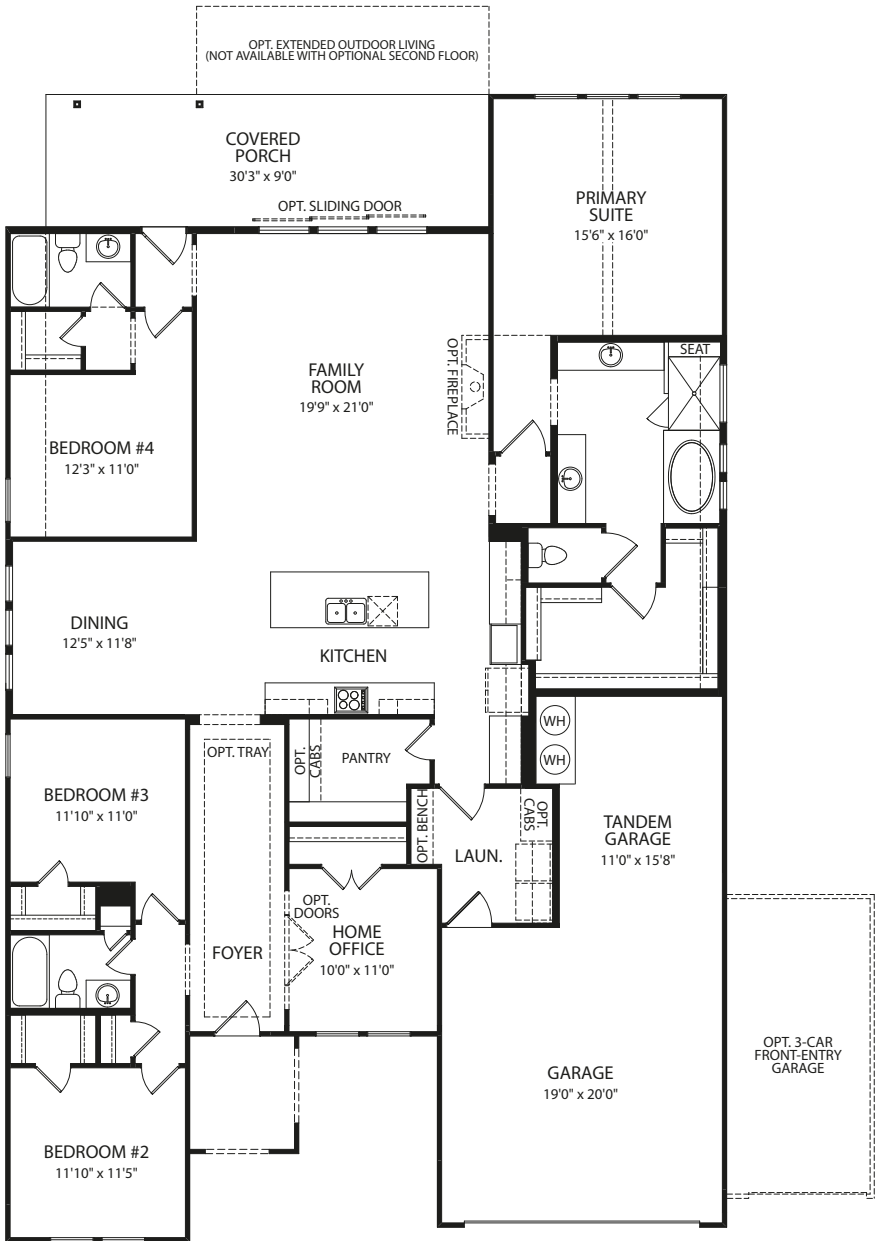 OPT. EXTENDED OUTDOOR LIVING
(NOT AVAILABLE WITH OPTIONAL SECOND FLOOR)
COVERED
PORCH
30'3" x 9'0"
OPT. SLIDING DOOR
PRIMARY
SUITE
15'6" x 16'0"
FAMILY
ROOM
19'9" x 21'0"
OPT. FIREPLACE
SEAT
BEDROOM #4
12'3" x 11'0"
DINING
12'5" x 11'8"
KITCHEN
OPT. TRAY
OPT.
CABS
PANTRY
WH
WH
BEDROOM #3
11'10" x 11'0"
OPT. BENCH
OPT.
CABS
LAUN.
TANDEM
GARAGE
11'0" x 15'8"
OPT.
DOORS
FOYER
HOME
OFFICE
10'0" x 11'0"
GARAGE
19'0" x 20'0"
OPT. 3-CAR
FRONT-ENTRY
GARAGE
BEDROOM #2
11'10" x 11'5"